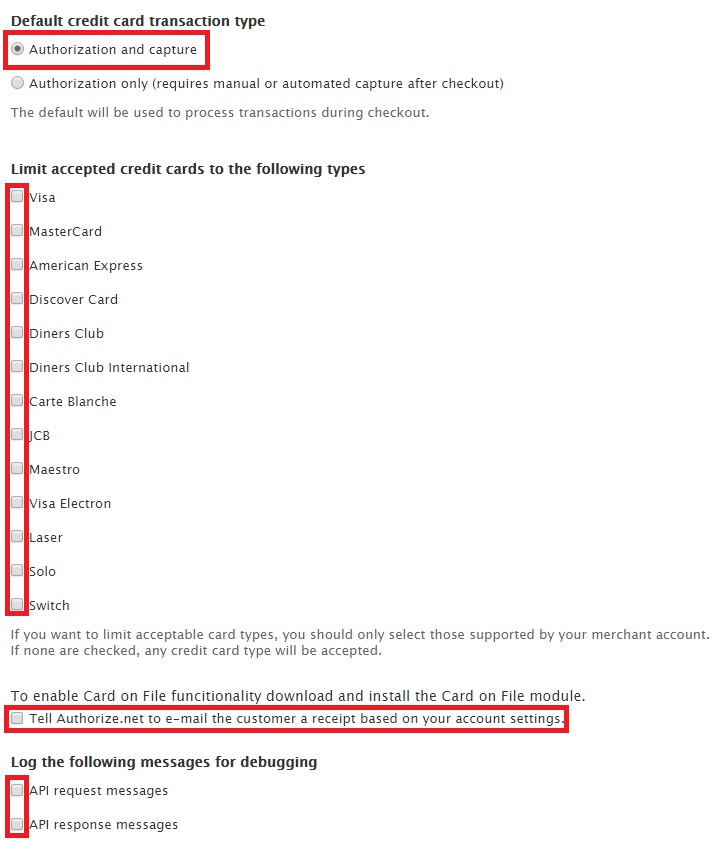 Default credit card transaction type
Authorization and capture
Authorization only (requires manual or automated capture after checkout)
The default will be used to process transactions during checkout.
Limit accepted credit cards to the following types
Visa
MasterCard
American Express
Discover Card
Diners Club
Diners Club International
Carte Blanche
JCB
Maestro
Visa Electron
Laser
Solo
Switch
If you want to limit acceptable card types, you should only select those supported by your merchant account.
If none are checked, any credit card type will be accepted.
To enable Card on File funcitionality download and install the Card on File module.
Tell Authorize.net to e-mail the customer a receipt based on your account settings.
Log the following messages for debugging
API request messages
API response messages